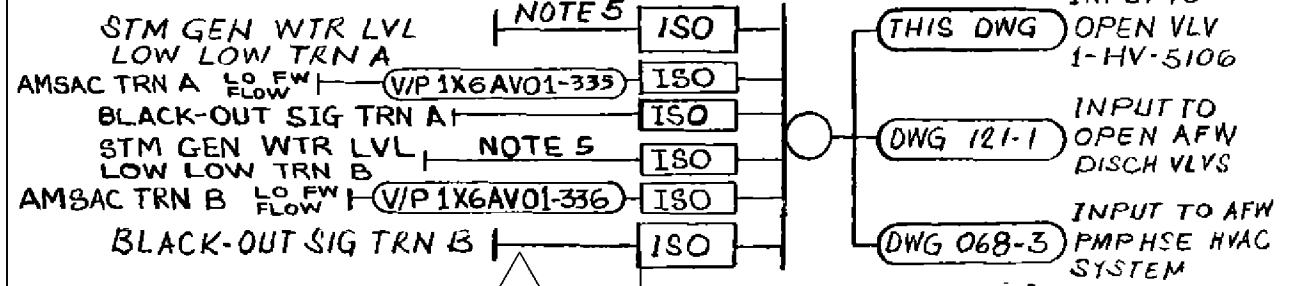 STM GEN WTR LVL
LOW LOW TRN A
NOTE 5
ISO
AMSAC TRN A LO FW FLOW V/P 1X6AV01-335 ISO
BLACK-OUT SIG TRN A ISO
STM GEN WTR LVL
LOW LOW TRN B
NOTE 5
ISO
AMSAC TRN B LO FW FLOW V/P 1X6AV01-336 ISO
BLACK-OUT SIG TRN B ISO
THIS DWG
INPUT TO
OPEN VLV
1-HV-5106
DWG 121-1
INPUT TO
OPEN AFW
DISCH VLVS
DWG 068-3
INPUT TO AFW
PMPHSE HVAC
SYSTEM